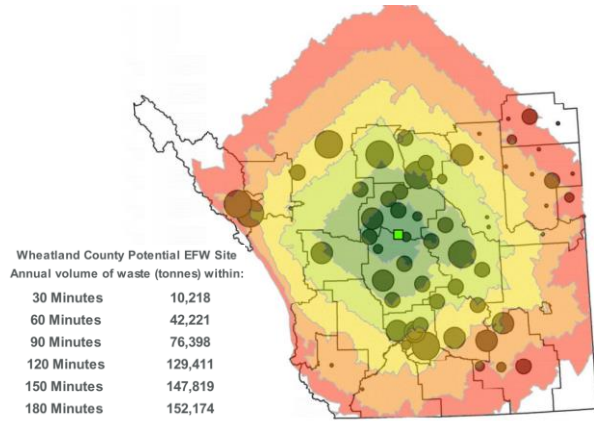 Wheatland County Potential EFW Site
Annual volume of waste (tonnes) within:
30 Minutes 10,218
60 Minutes 42,221
90 Minutes 76,398
120 Minutes 129,411
150 Minutes 147,819
180 Minutes 152,174